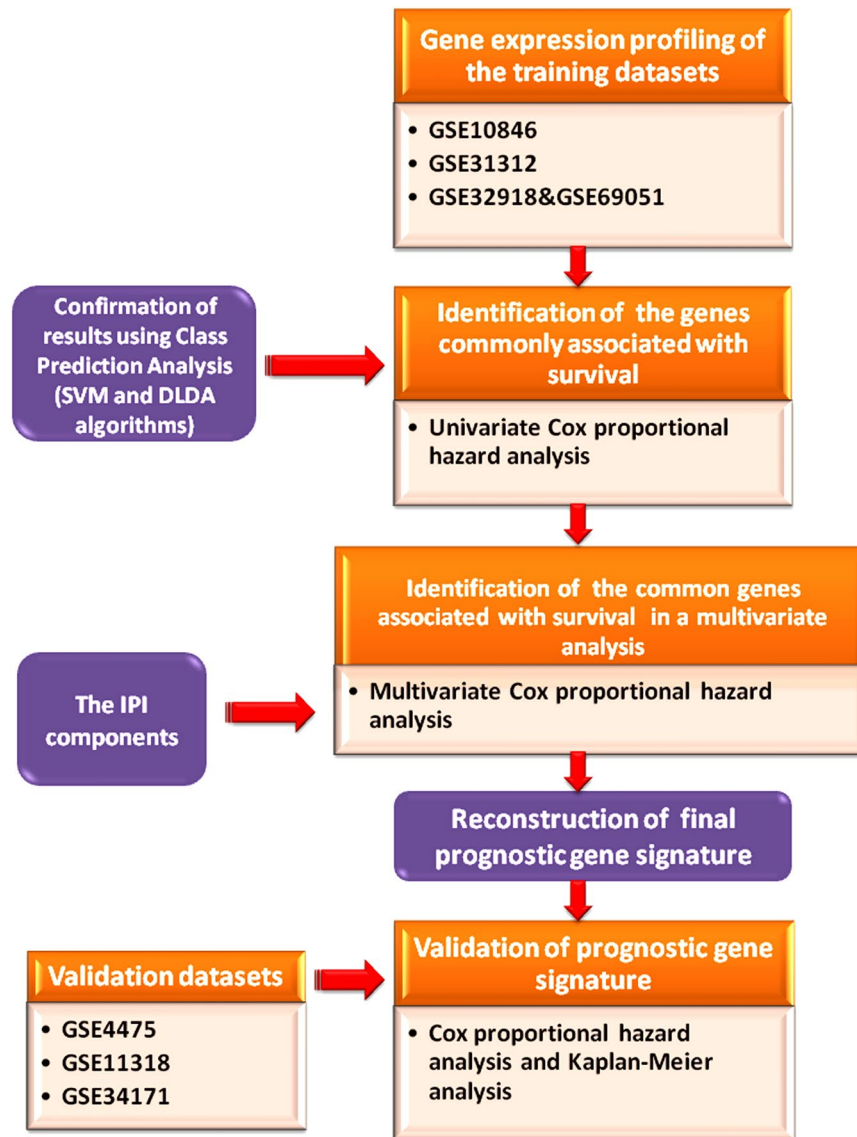 Gene expression profiling of
the training datasets
• GSE10846
• GSE31312
• GSE32918&GSE69051
Confirmation of
results using Class
Prediction Analysis
(SVM and DLDA
algorithms)
Identification of the genes
commonly associated with
survival
• Univariate Cox proportional
hazard analysis
Identification of the common genes
associated with survival in a multivariate
analysis
• Multivariate Cox proportional hazard
analysis
The IPI
components
Reconstruction of final
prognostic gene signature
Validation datasets
• GSE4475
• GSE11318
• GSE34171
Validation of prognostic gene
signature
• Cox proportional hazard
analysis and Kaplan-Meier
analysis